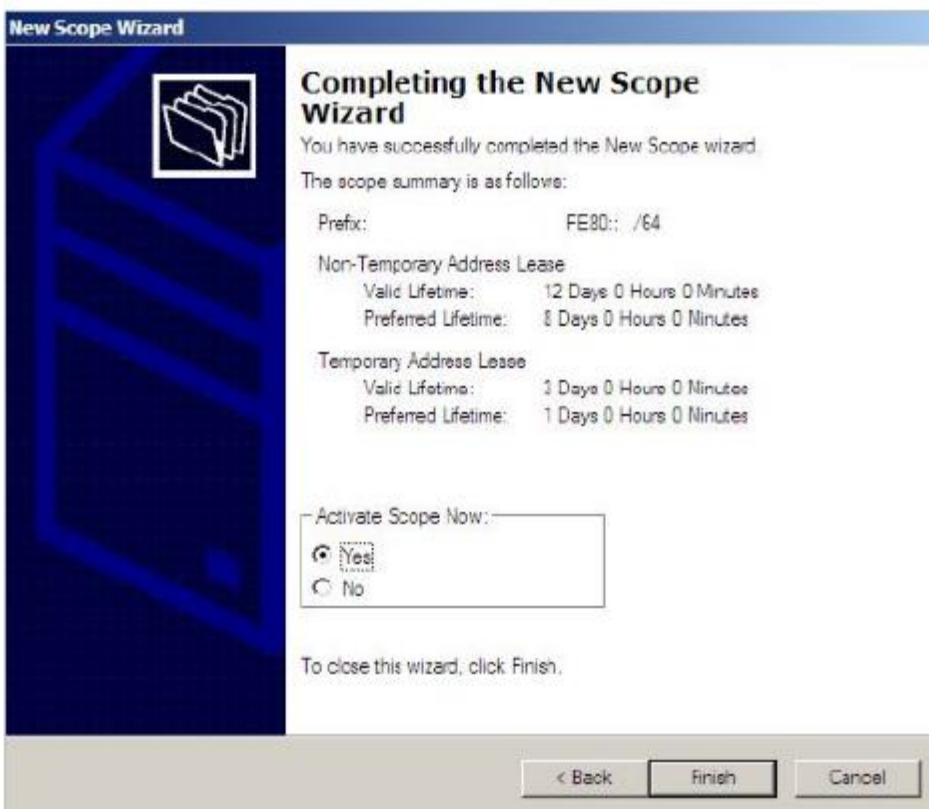 New Scope Wizard
Completing the New Scope
Wizard
You have successfully completed the New Scope wizard.
The scope summary is as follows:
Prefix: FE80:: /64
Non-Temporary Address Lease
Valid Lifetime: 12 Days 0 Hours 0 Minutes
Preferred Lifetime: 8 Days 0 Hours 0 Minutes
Temporary Address Lease
Valid Lifetime: 3 Days 0 Hours 0 Minutes
Preferred Lifetime: 1 Days 0 Hours 0 Minutes
Activate Scope Now:
Yes
No
To close this wizard, click Finish.
< Back Finish Cancel